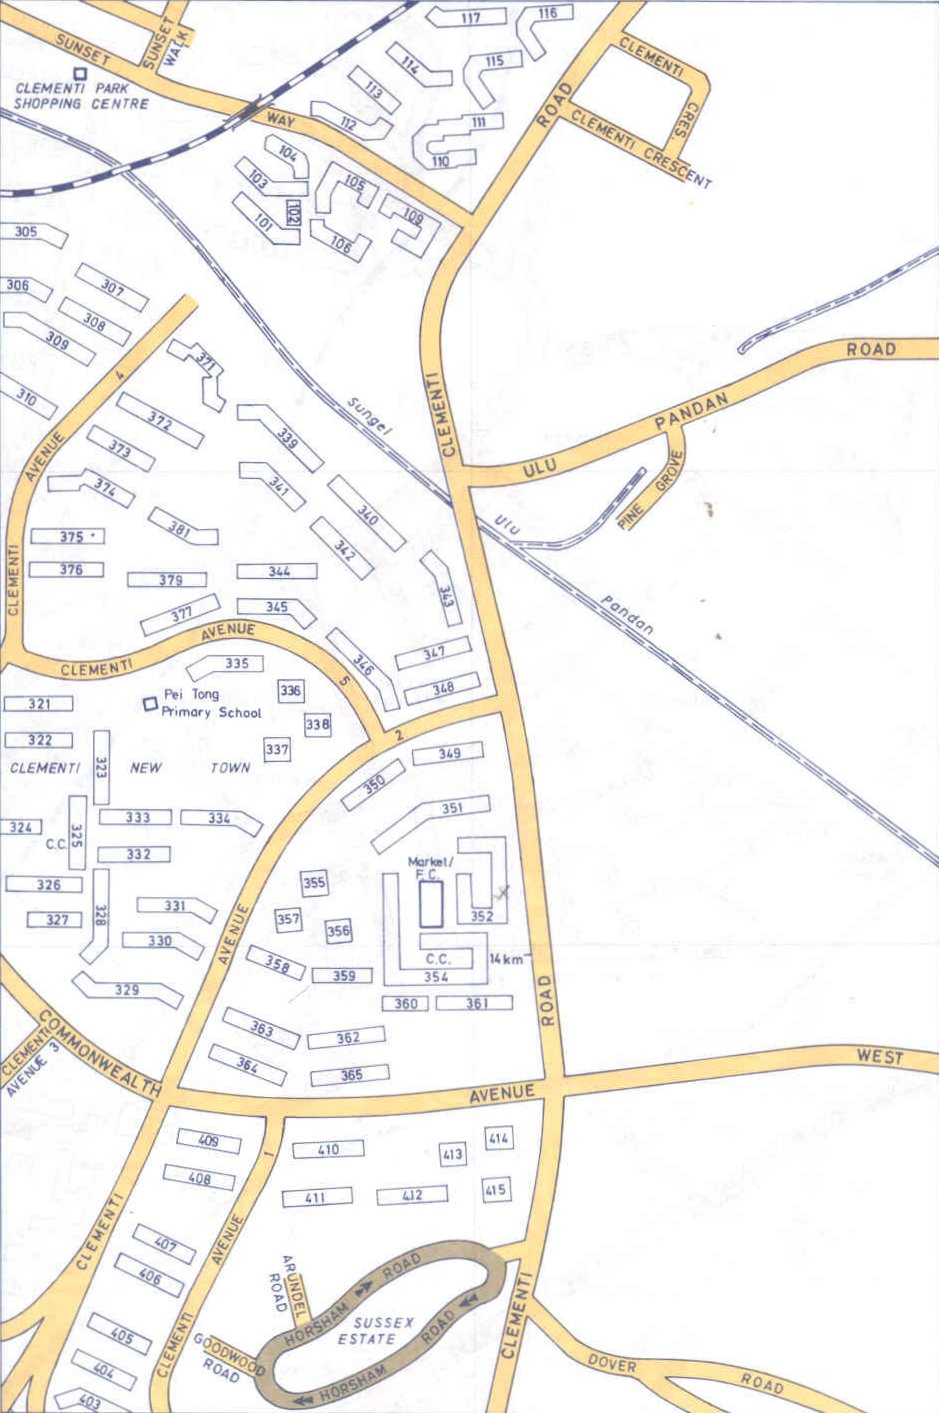 117
116
SUNSET
SUNSET
WALK
CLEMENTI
114
115
CLEMENTI PARK
SHOPPING CENTRE
113
ROAD
CRES.
WAY
112
111
CLEMENTI CRESCENT
104
110
103
105
102
109
101
106
305
306
307
308
309
ROAD
371
4
310
372
Sungei
CLEMENTI
PANDAN
339
373
AVENUE
ULU
GROVE
374
341
PINE
340
381
Ulu
375
342
376
344
379
343
CLEMENTI
345
377
Pandan
AVENUE
347
346
CLEMENTI
335
5
348
336
321
Pei Tong
Primary School
338
322
2
337
349
CLEMENTI NEW TOWN
323
350
351
333
334
324
325
C.C.
332
Market/
F.C.
326
355
331
352
327
328
357
356
AVENUE
330
C.C.
14km
358
359
354
329
360
361
ROAD
COMMONWEALTH
363
362
CLEMENTI
AVENUE 3
364
365
WEST
AVENUE
409
410
413
414
1
408
411
412
415
CLEMENTI
407
AVENUE
406
ARUNDEL
ROAD
ROAD
HORSHAM
SUSSEX
ESTATE
ROAD
405
CLEMENTI
CLEMENTI
GOODWOOD
ROAD
HORSHAM
DOVER
ROAD
404
403